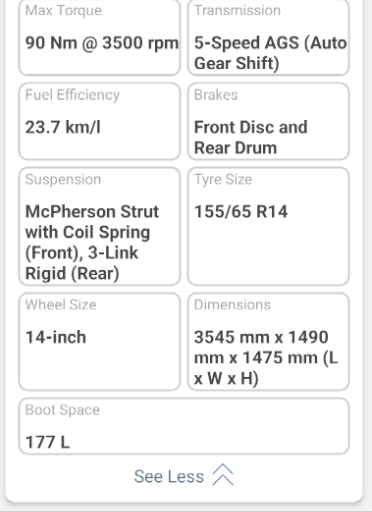 Max Torque
90 Nm @ 3500 rpm
Transmission
5-Speed AGS (Auto
Gear Shift)
Fuel Efficiency
23.7 km/l
Brakes
Front Disc and
Rear Drum
Suspension
McPherson Strut
with Coil Spring
(Front), 3-Link
Rigid (Rear)
Tyre Size
155/65 R14
Wheel Size
14-inch
Dimensions
3545 mm x 1490
mm x 1475 mm (L
x W x H)
Boot Space
177 L
See Less